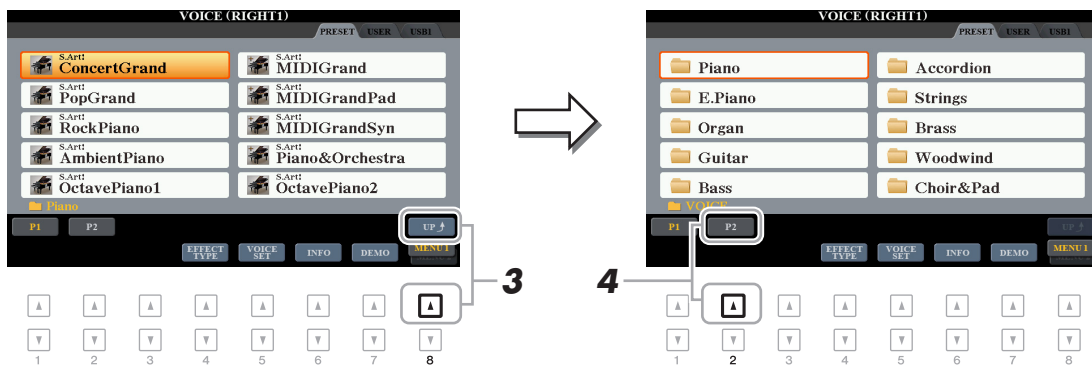 VOICE (RIGHT1)
PRESET USER USB1
S.Art! ConcertGrand
S.Art! MIDIGrand
S.Art! PopGrand
S.Art! MIDIGrandPad
S.Art! RockPiano
S.Art! MIDIGrandSyn
S.Art! AmbientPiano
S.Art! Piano&Orchestra
S.Art! OctavePiano1
S.Art! OctavePiano2
Piano
P1 P2 UP
EFFECT TYPE VOICE SET INFO DEMO MENU 1
3
1 2 3 4 5 6 7 8
VOICE (RIGHT1)
PRESET USER USB1
Piano
Accordion
E.Piano
Strings
Organ
Brass
Guitar
Woodwind
Bass
Choir&Pad
VOICE
P1 P2 UP
EFFECT TYPE VOICE SET INFO DEMO MENU 1
4
1 2 3 4 5 6 7 8